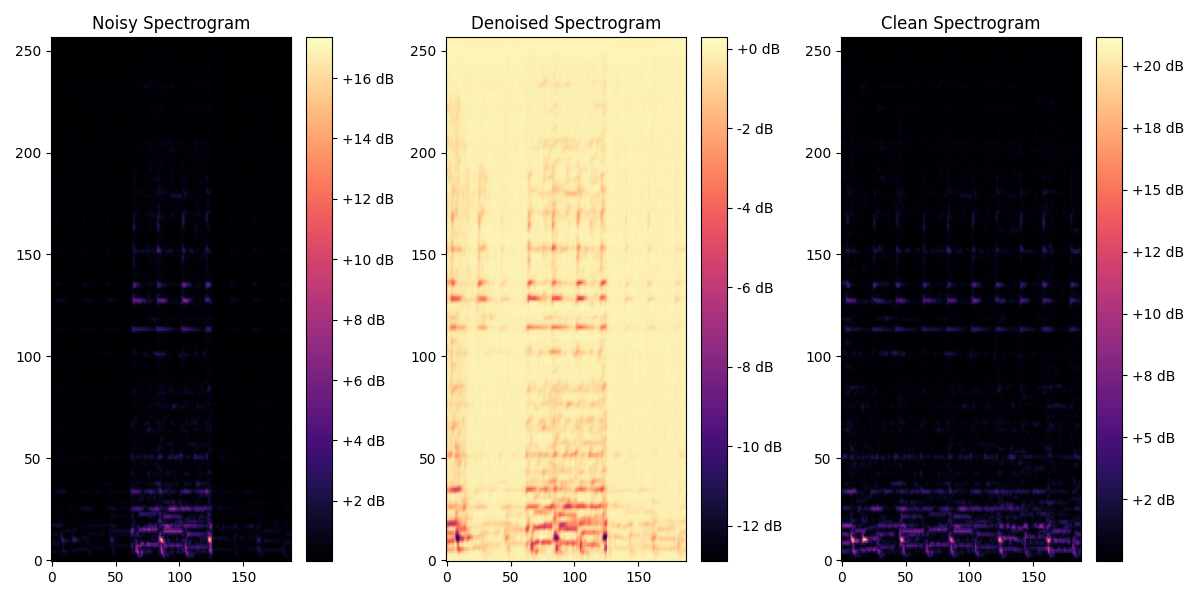 Noisy Spectrogram
250
200
150
100
50
0
0 50 100 150
+16 dB
+14 dB
+12 dB
+10 dB
+8 dB
+6 dB
+4 dB
+2 dB
Denoised Spectrogram
250
200
150
100
50
0
0 50 100 150
+0 dB
-2 dB
-4 dB
-6 dB
-8 dB
-10 dB
-12 dB
Clean Spectrogram
250
200
150
100
50
0
0 50 100 150
+20 dB
+18 dB
+15 dB
+12 dB
+10 dB
+8 dB
+5 dB
+2 dB